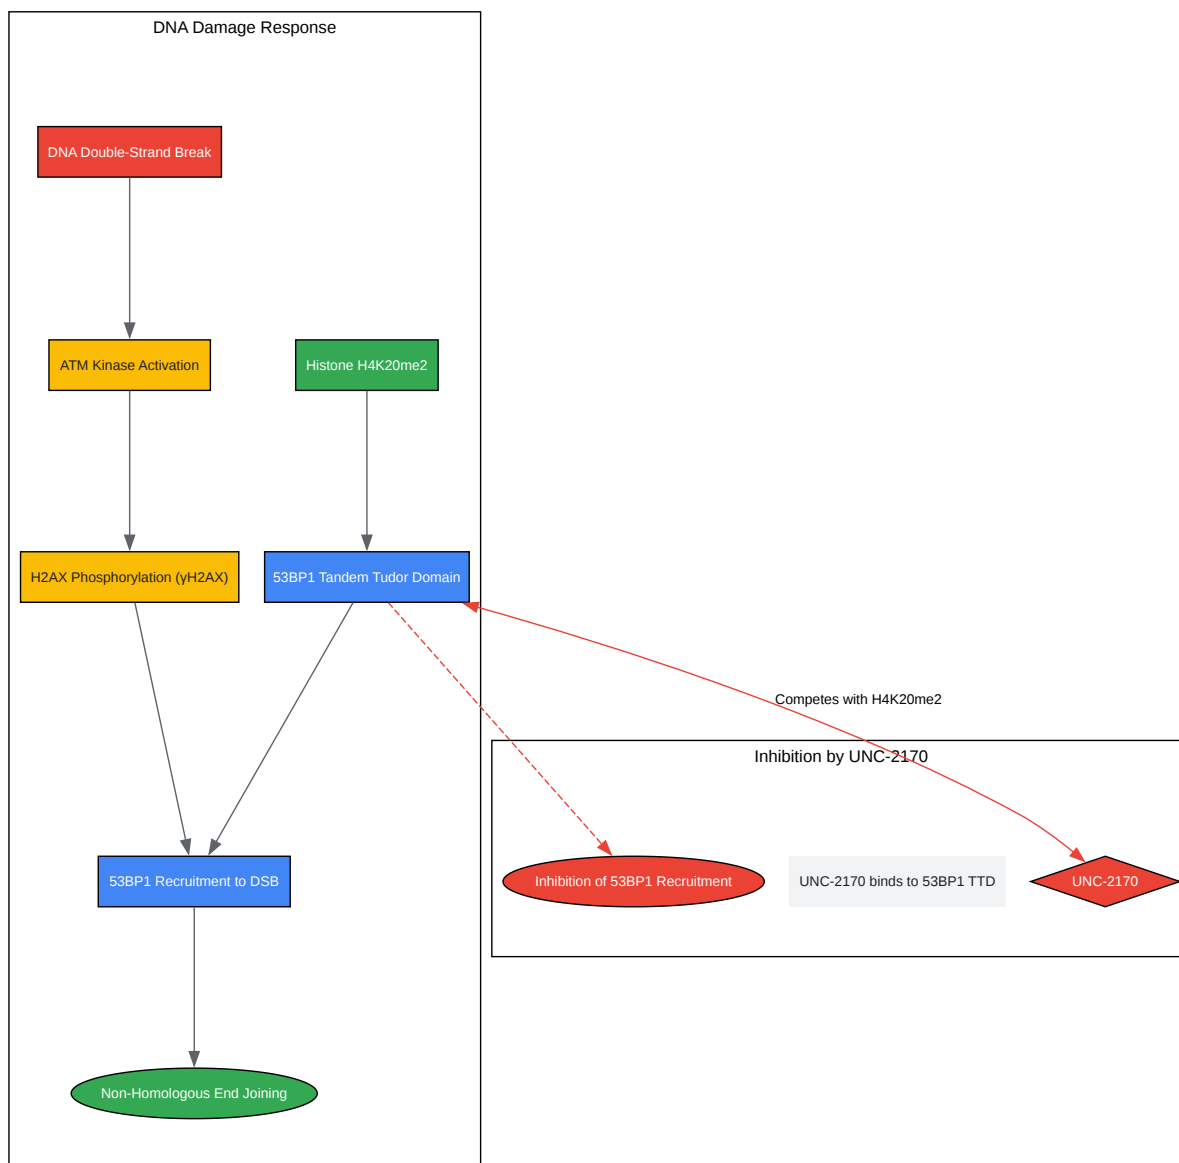 DNA Damage Response
DNA Double-Strand Break
ATM Kinase Activation
Histone H4K20me2
H2AX Phosphorylation (γH2AX)
53BP1 Tandem Tudor Domain
Competes with H4K20me2
Inhibition by UNC-2170
53BP1 Recruitment to DSB
Inhibition of 53BP1 Recruitment
UNC-2170 binds to 53BP1 TTD
UNC-2170
Non-Homologous End Joining